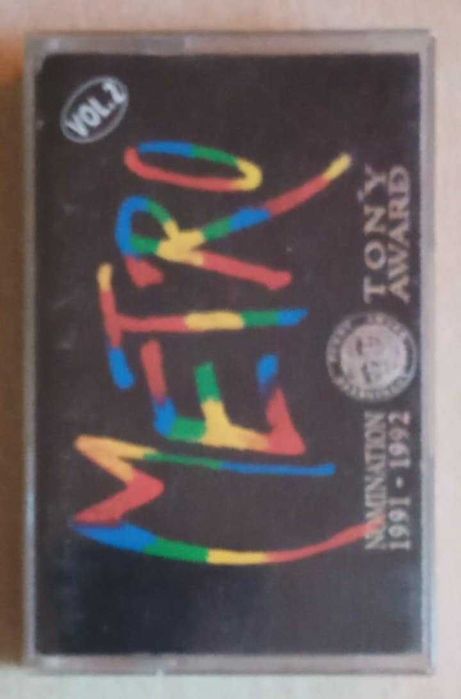 VOL.2
METRO
NOMINATION
1991 - 1992
TONY
AWARD